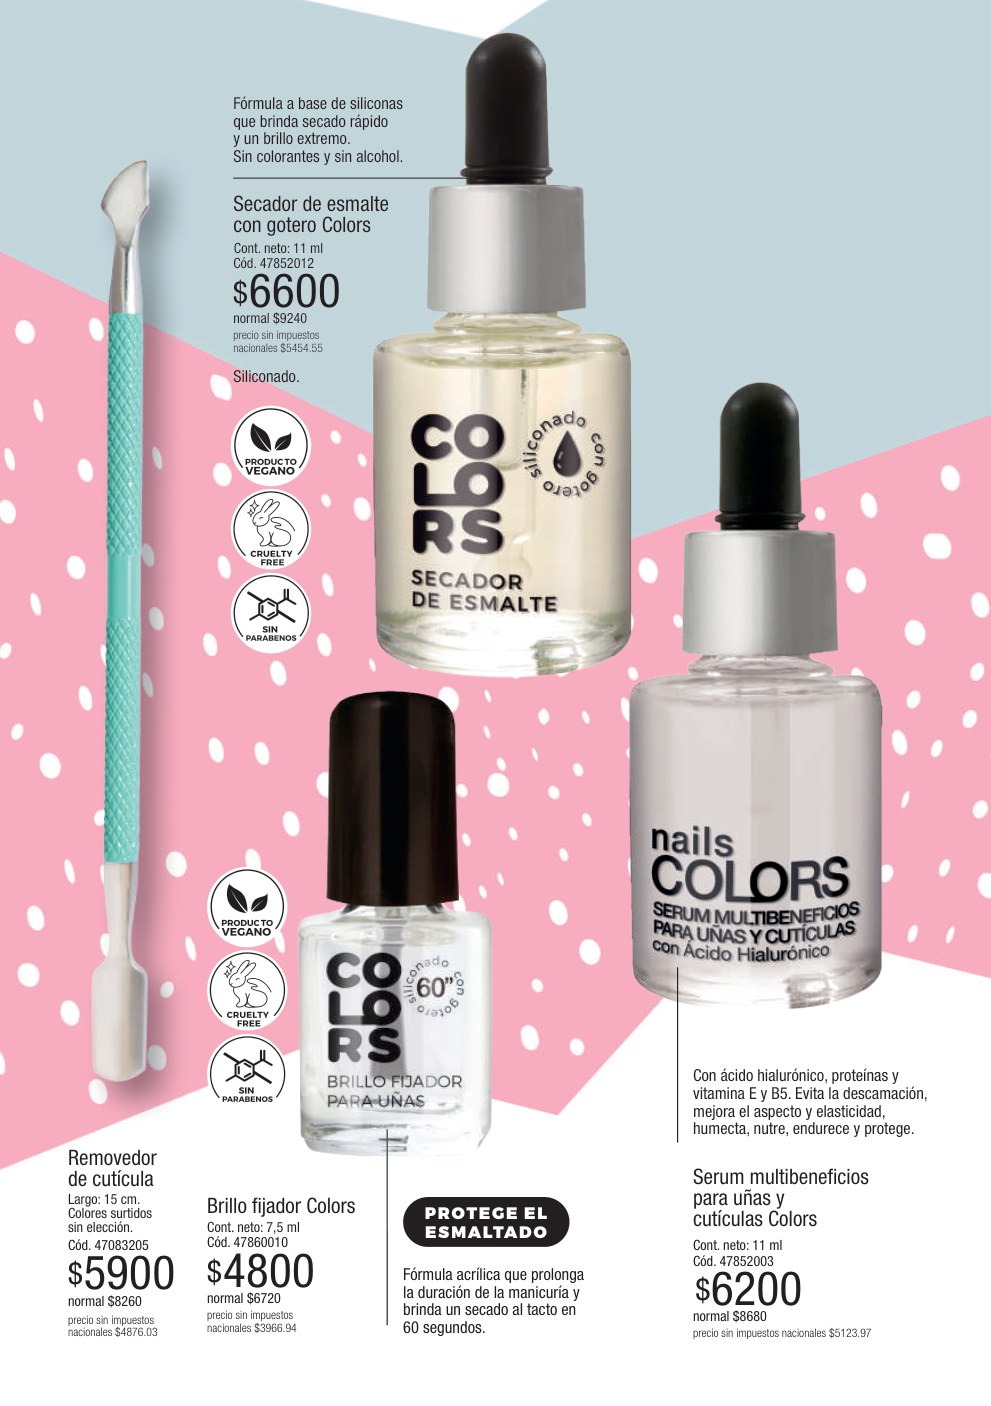 Fórmula a base de siliconas
que brinda secado rápido
y un brillo extremo.
Sin colorantes y sin alcohol.
Secador de esmalte
con gotero Colors
Cont. neto: 11 ml
Cód. 47852012
$6600
normal $9240
precio sin impuestos
nacionales $5454.55
Siliconado.
PRODUCTO
VEGANO
CRUELTY
FREE
SIN
PARABENOS
CO
LO
RS
siliconado con gotero
SECADOR
DE ESMALTE
nails
COLORS
SERUM MULTIBENEFICIOS
PARA UÑAS Y CUTÍCULAS
con Ácido Hialurónico
PRODUCTO
VEGANO
CRUELTY
FREE
SIN
PARABENOS
CO
LO
RS
siliconado con gotero
60”
BRILLO FIJADOR
PARA UÑAS
Con ácido hialurónico, proteínas y
vitamina E y B5. Evita la descamación,
mejora el aspecto y elasticidad,
humecta, nutre, endurece y protege.
Removedor
de cutícula
Largo: 15 cm.
Colores surtidos
sin elección.
Cód. 47083205
$5900
normal $8260
precio sin impuestos
nacionales $4876.03
Brillo fijador Colors
Cont. neto: 7,5 ml
Cód. 47860010
$4800
normal $6720
precio sin impuestos
nacionales $3966.94
PROTEGE EL
ESMALTADO
Fórmula acrílica que prolonga
la duración de la manicuría y
brinda un secado al tacto en
60 segundos.
Serum multibeneficios
para uñas y
cutículas Colors
Cont. neto: 11 ml
Cód. 47852003
$6200
normal $8680
precio sin impuestos nacionales $5123.97